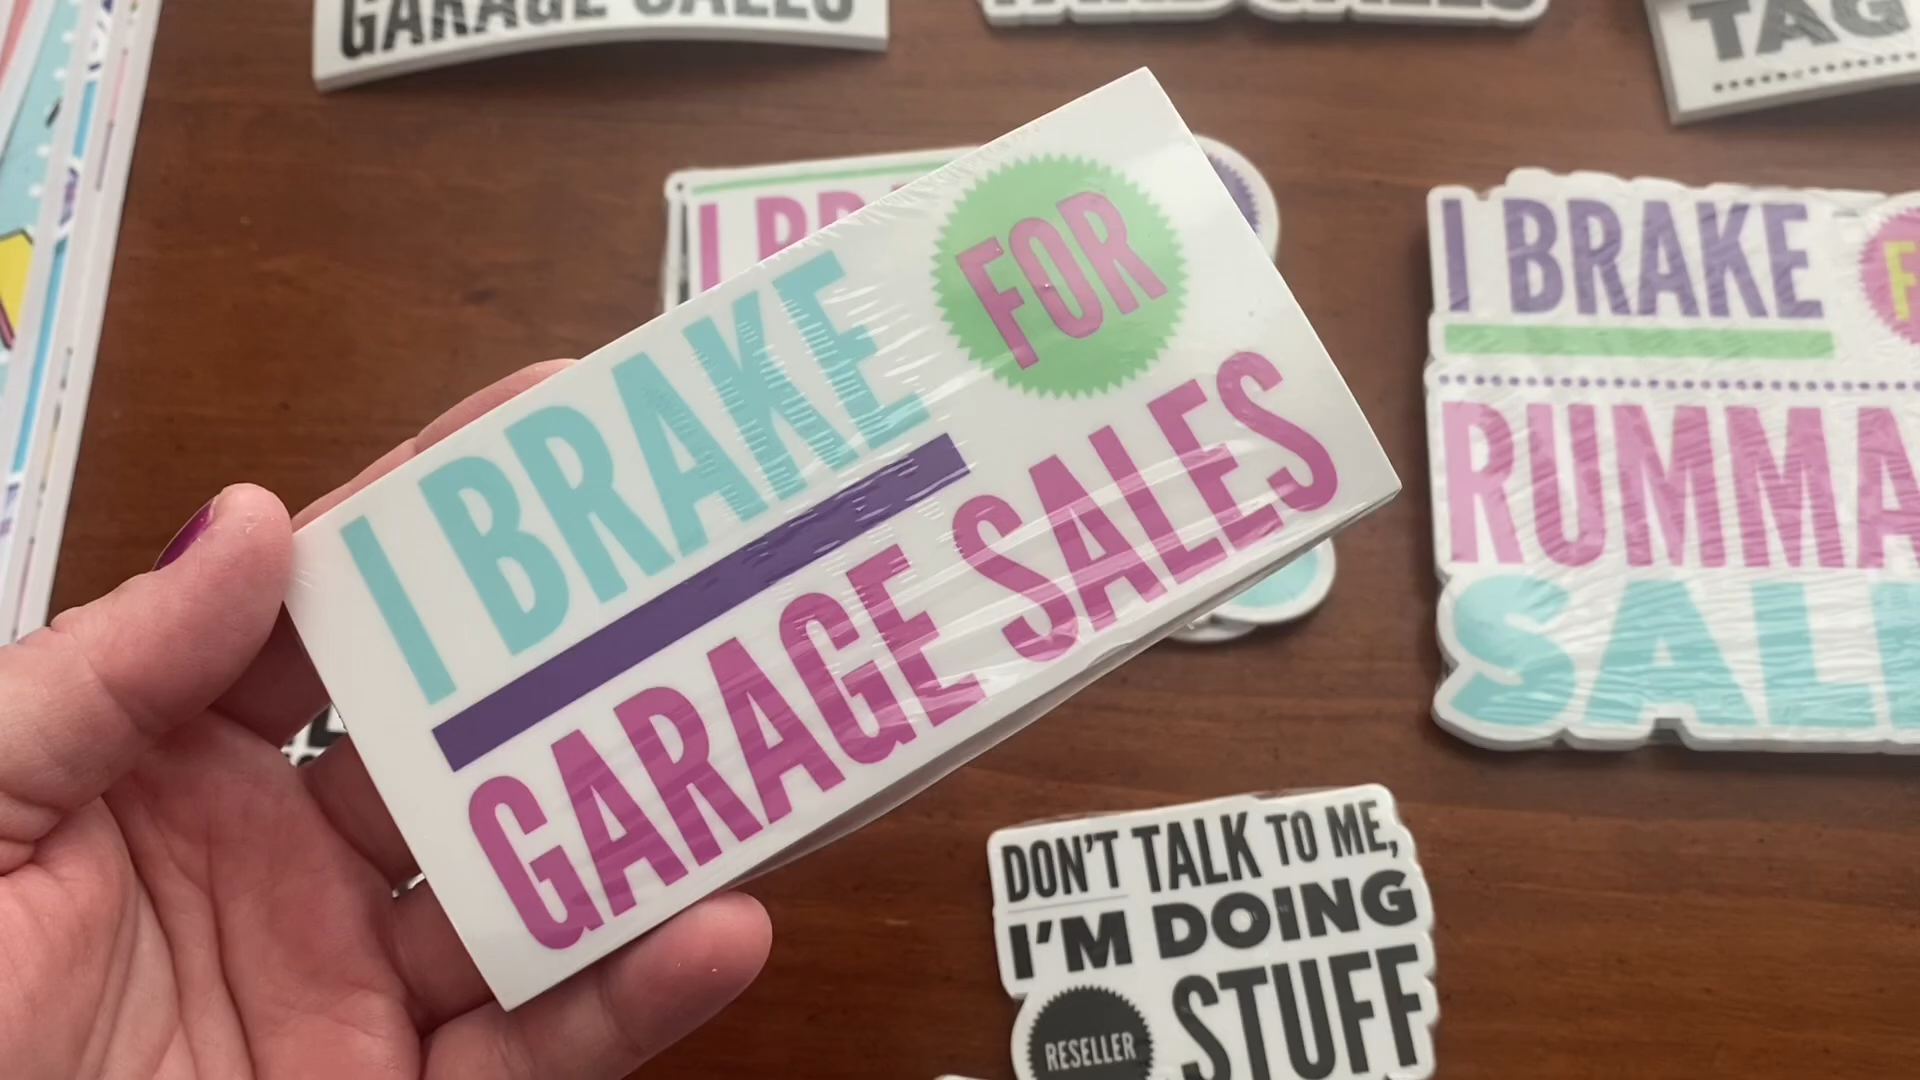 GARAGE SALES
TAG
I BRAKE FOR
GARAGE SALES
I BRAKE
RUMMA
SAL
DON'T TALK TO ME,
I'M DOING
RESELLER STUFF